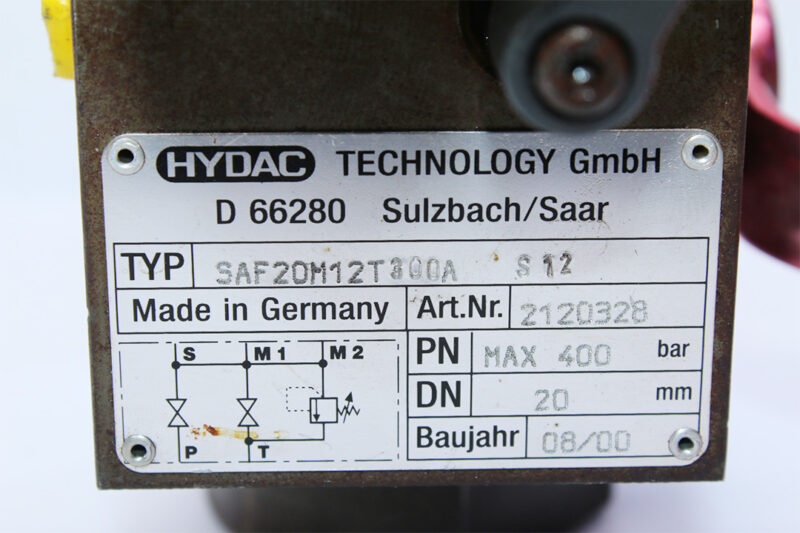 HYDAC TECHNOLOGY GmbH
D 66280 Sulzbach/Saar
TYP SAF20M12T300A S12
Made in Germany Art.Nr. 2120328
PN MAX 400 bar
DN 20 mm
Baujahr 08/00
S M1 M2
P T